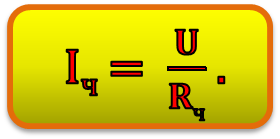 Iч = U/Rч.